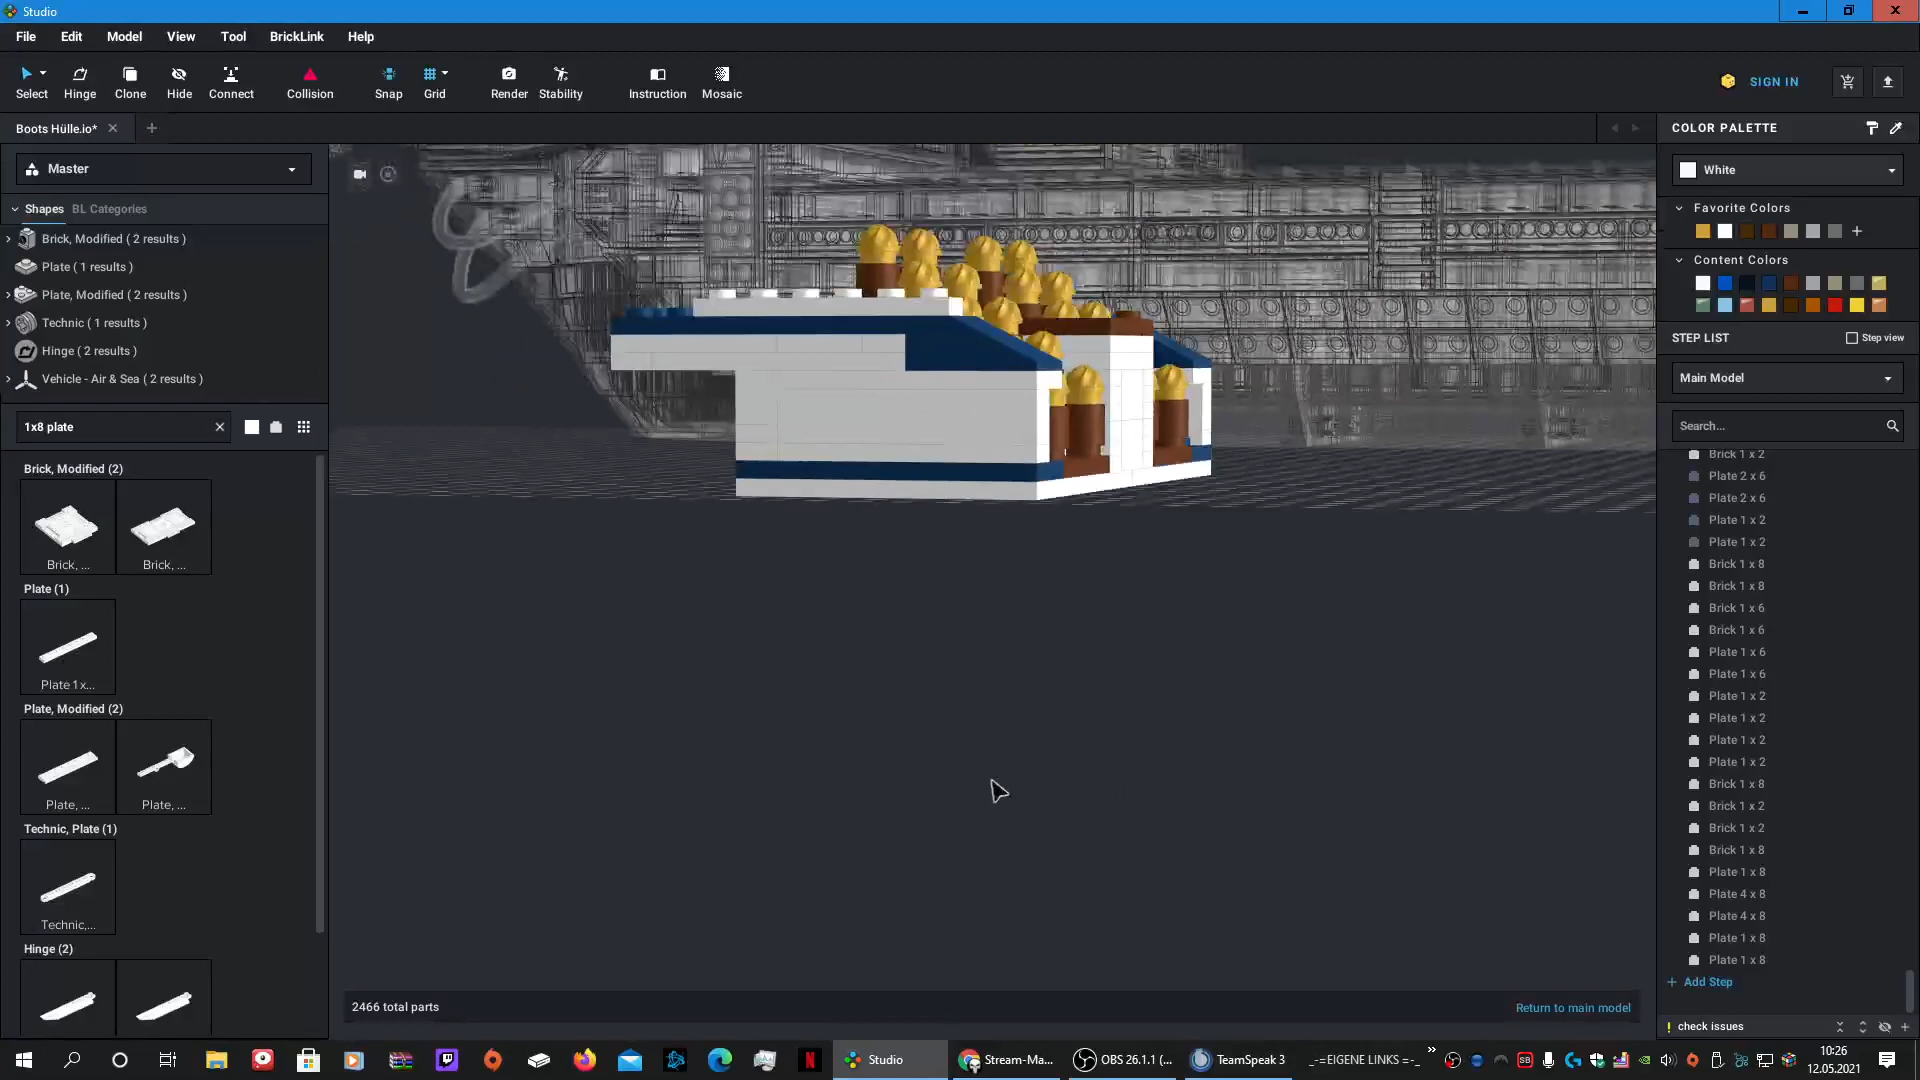 Studio
File Edit Model View Tool BrickLink Help
Select Hinge Clone Hide Connect Collision Snap Grid Render Stability Instruction Mosaic SIGN IN
Boots Hülle.io*
Master
Shapes BL Categories
Brick, Modified ( 2 results )
Plate ( 1 results )
Plate, Modified ( 2 results )
Technic ( 1 results )
Hinge ( 2 results )
Vehicle - Air & Sea ( 2 results )
1x8 plate
Brick, Modified (2)
Brick, ... Brick, ...
Plate (1)
Plate 1 x...
Plate, Modified (2)
Plate, ... Plate, ...
Technic, Plate (1)
Technic,...
Hinge (2)
2466 total parts
Return to main model
COLOR PALETTE
White
Favorite Colors
Content Colors
STEP LIST Step view
Main Model
Search...
Brick 1 x 2
Plate 2 x 6
Plate 2 x 6
Plate 1 x 2
Plate 1 x 2
Brick 1 x 8
Brick 1 x 8
Brick 1 x 6
Brick 1 x 6
Plate 1 x 6
Plate 1 x 6
Plate 1 x 2
Plate 1 x 2
Plate 1 x 2
Plate 1 x 2
Brick 1 x 8
Brick 1 x 2
Brick 1 x 2
Brick 1 x 8
Plate 1 x 8
Plate 4 x 8
Plate 4 x 8
Plate 1 x 8
Plate 1 x 8
+ Add Step
! check issues
Studio Stream-Ma... OBS 26.1.1 (... TeamSpeak 3 _-=EIGENE LINKS =-_ » SB 10:26
12.05.2021